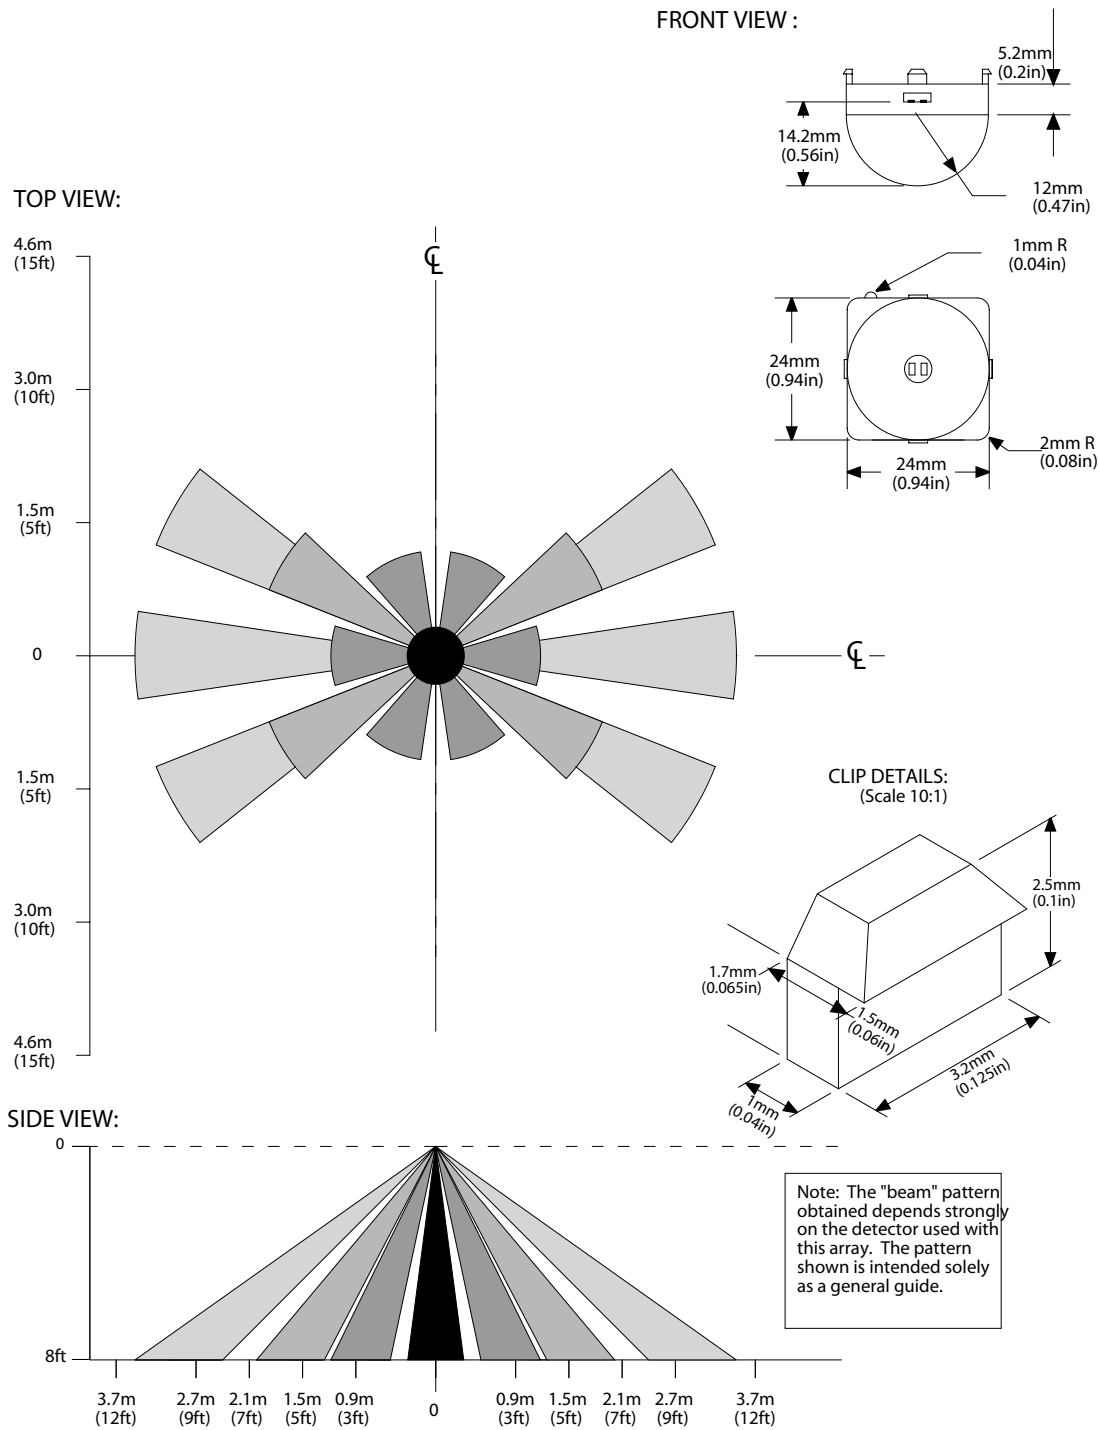 FRONT VIEW :
5.2mm
(0.2in)
14.2mm
(0.56in)
12mm
(0.47in)
TOP VIEW:
4.6m
(15ft)
℄
1mm R
(0.04in)
3.0m
(10ft)
24mm
(0.94in)
2mm R
(0.08in)
24mm
(0.94in)
1.5m
(5ft)
0
℄
1.5m
(5ft)
CLIP DETAILS:
(Scale 10:1)
2.5mm
(0.1in)
3.0m
(10ft)
1.7mm
(0.065in)
1.5mm
(0.06in)
4.6m
(15ft)
3.2mm
(0.125in)
1mm
(0.04in)
SIDE VIEW:
0
Note: The "beam" pattern
obtained depends strongly
on the detector used with
this array. The pattern
shown is intended solely
as a general guide.
8ft
3.7m
(12ft)
2.7m
(9ft)
2.1m
(7ft)
1.5m
(5ft)
0.9m
(3ft)
0
0.9m
(3ft)
1.5m
(5ft)
2.1m
(7ft)
2.7m
(9ft)
3.7m
(12ft)